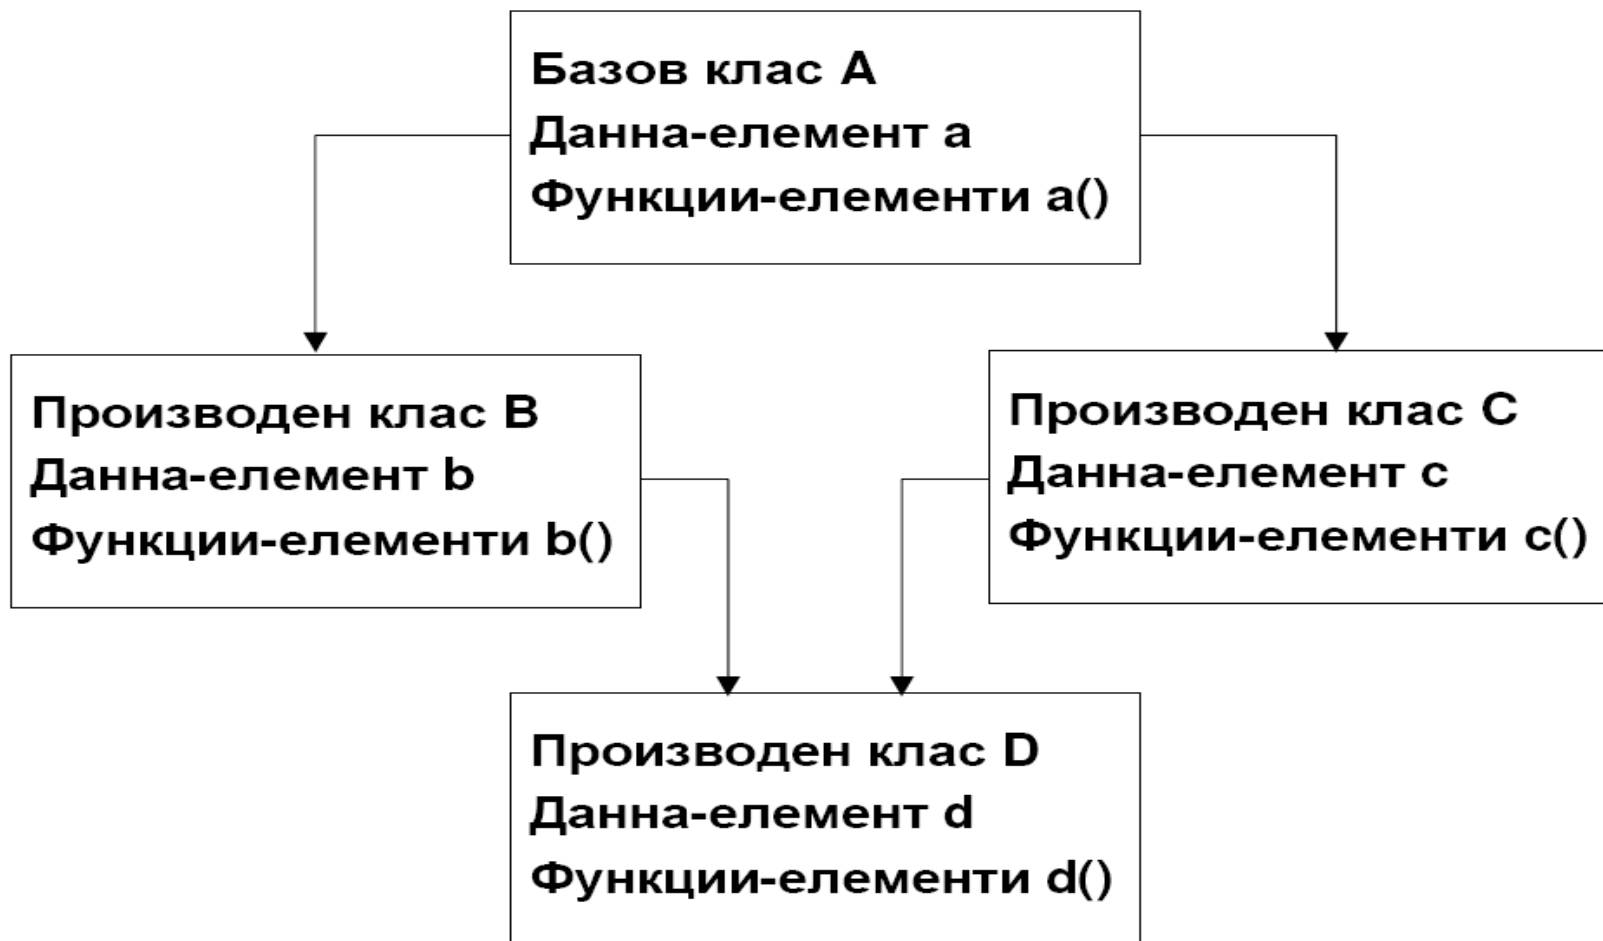 Базов клас A
Данна-елемент a
Функции-елементи a()
Производен клас B
Данна-елемент b
Функции-елементи b()
Производен клас C
Данна-елемент c
Функции-елементи c()
Производен клас D
Данна-елемент d
Функции-елементи d()